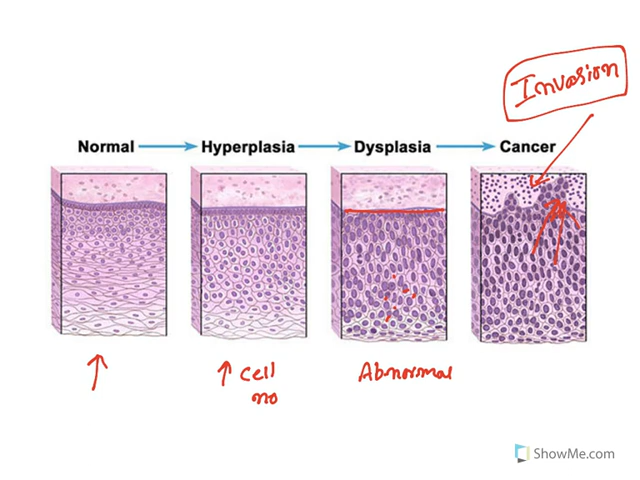 Invasion
Normal Hyperplasia Dysplasia Cancer
↑ Cell
no
Abnormal
ShowMe.com